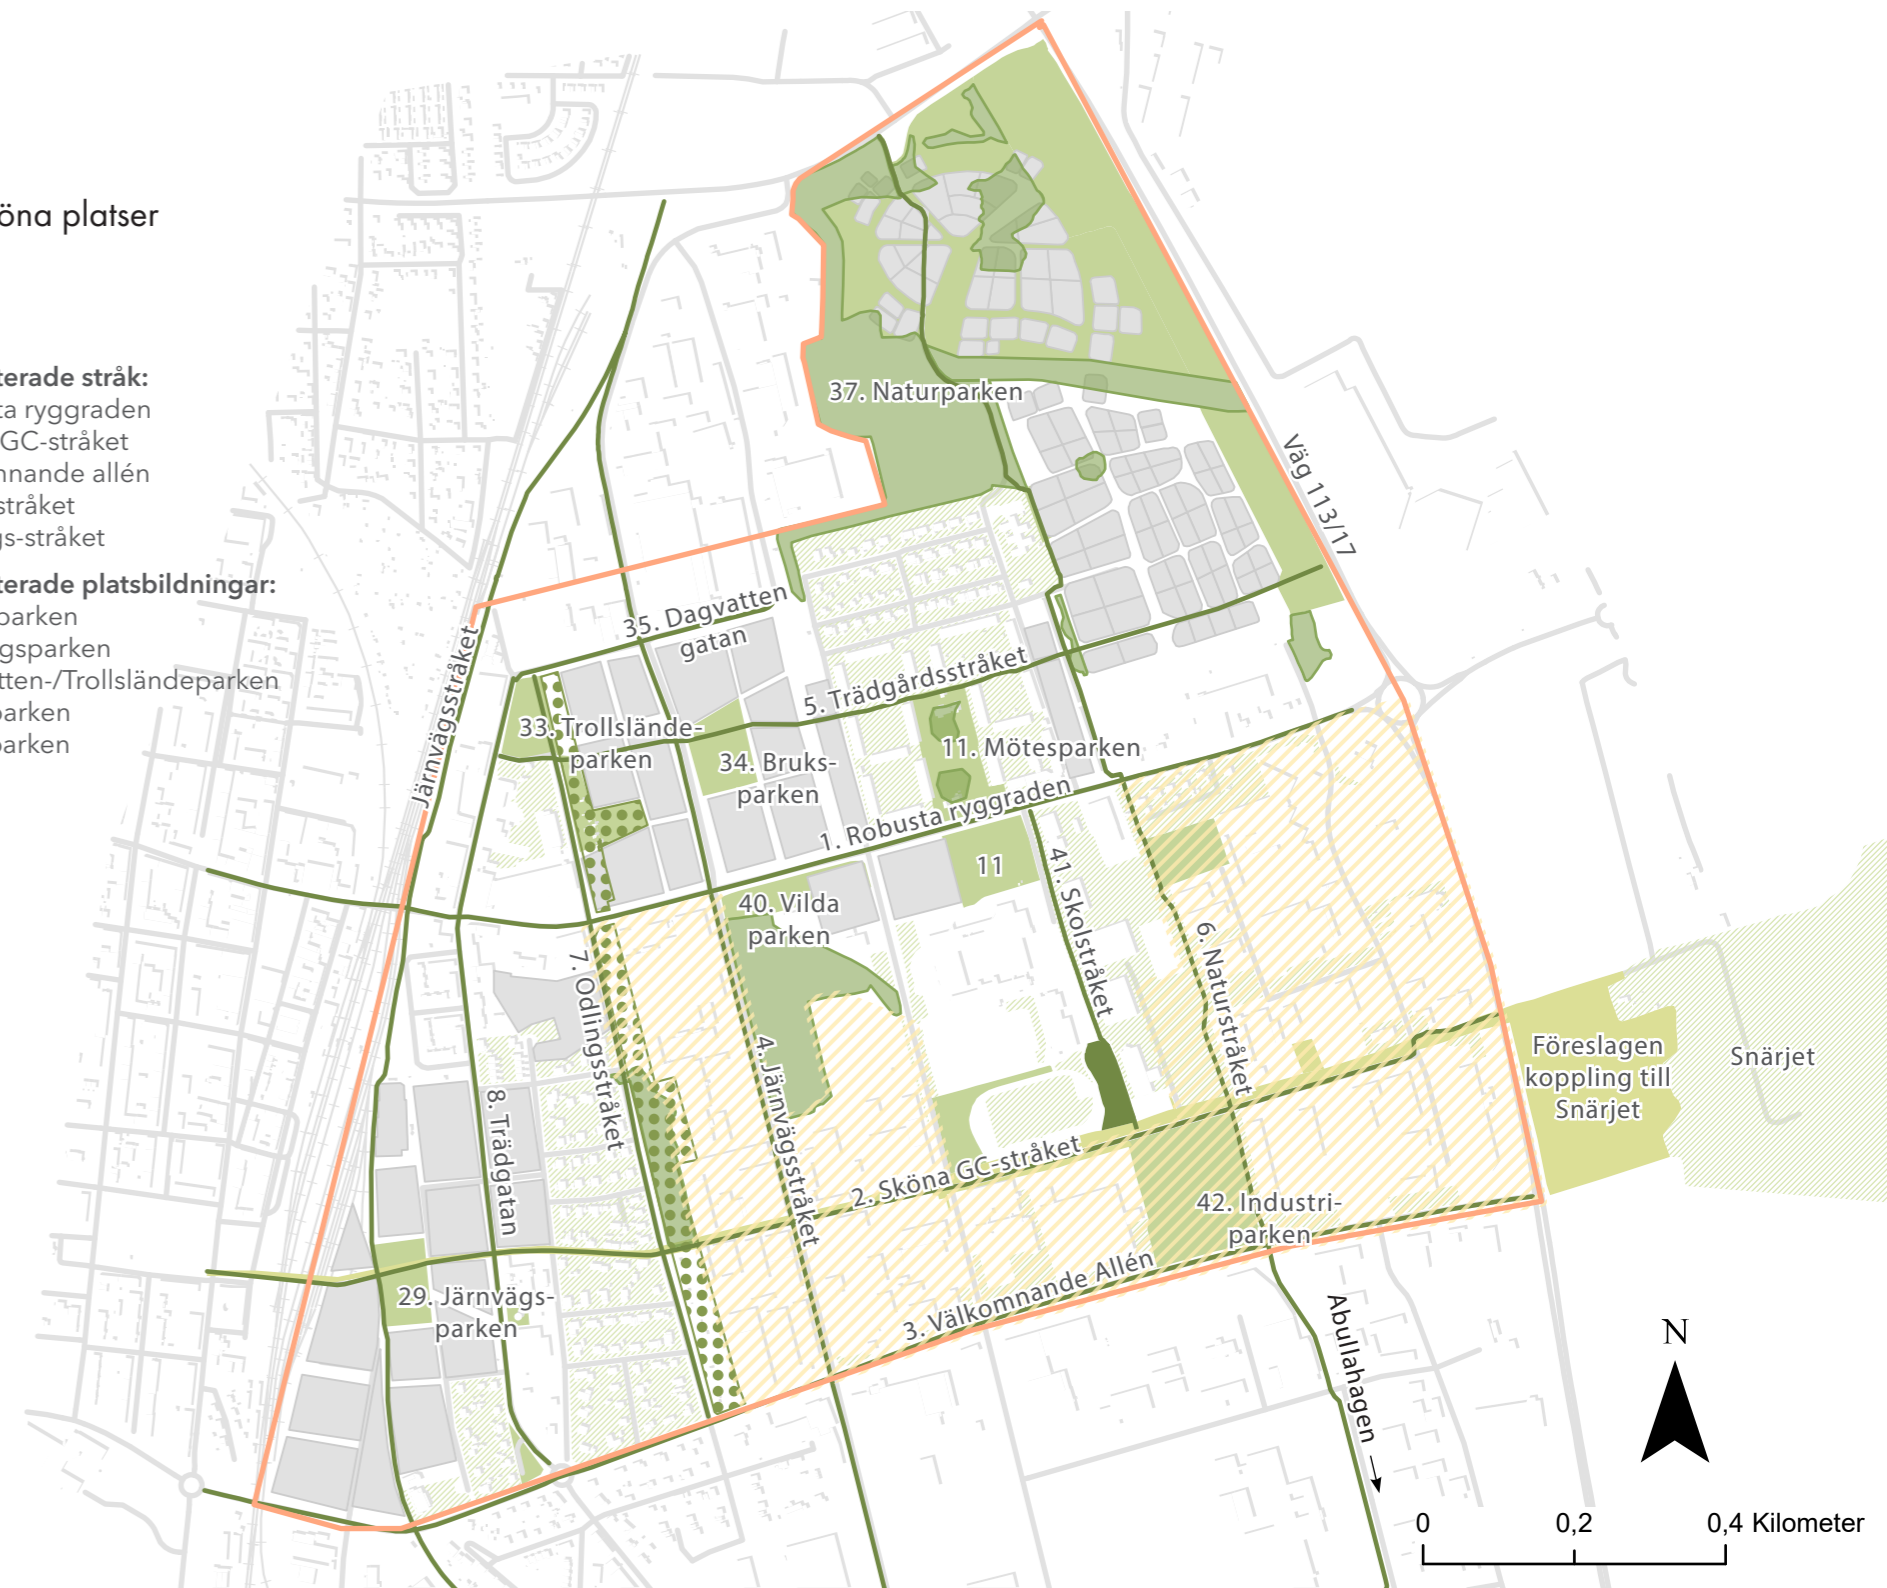 öna platser
terade stråk:
ta ryggraden
GC-stråket
nnande allén
stråket
gs-stråket
terade platsbildningar:
parken
gsparken
tten-/Trollsländeparken
parken
parken
37. Naturparken
Väg 113/17
35. Dagvatten
gatan
5. Trädgårdsstråket
Järnvägsstråket
33. Trollslände-
parken
34. Bruks-
parken
11. Mötesparken
1. Robusta ryggraden
11
40. Vilda
parken
41. Skolstråket
6. Naturstråket
7. Odlingsstråket
4. Järnvägsstråket
8. Trädgatan
Föreslagen
koppling till
Snärjet
Snärjet
2. Sköna GC-stråket
42. Industri-
parken
29. Järnvägs-
parken
3. Välkomnande Allén
Abullahagen
N
0 0,2 0,4 Kilometer